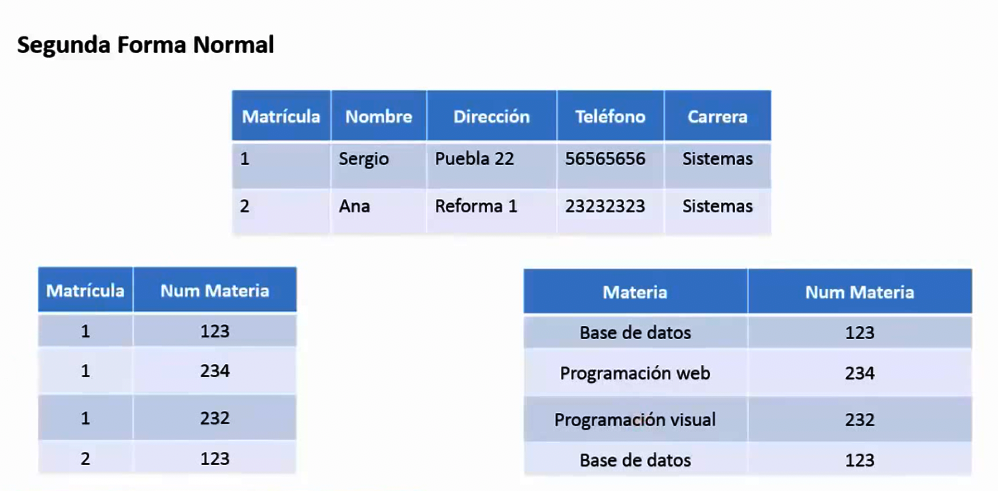 Segunda Forma Normal
Matrícula Nombre Dirección Teléfono Carrera
1 Sergio Puebla 22 56565656 Sistemas
2 Ana Reforma 1 23232323 Sistemas
Matrícula Num Materia
1 123
1 234
1 232
2 123
Materia Num Materia
Base de datos 123
Programación web 234
Programación visual 232
Base de datos 123